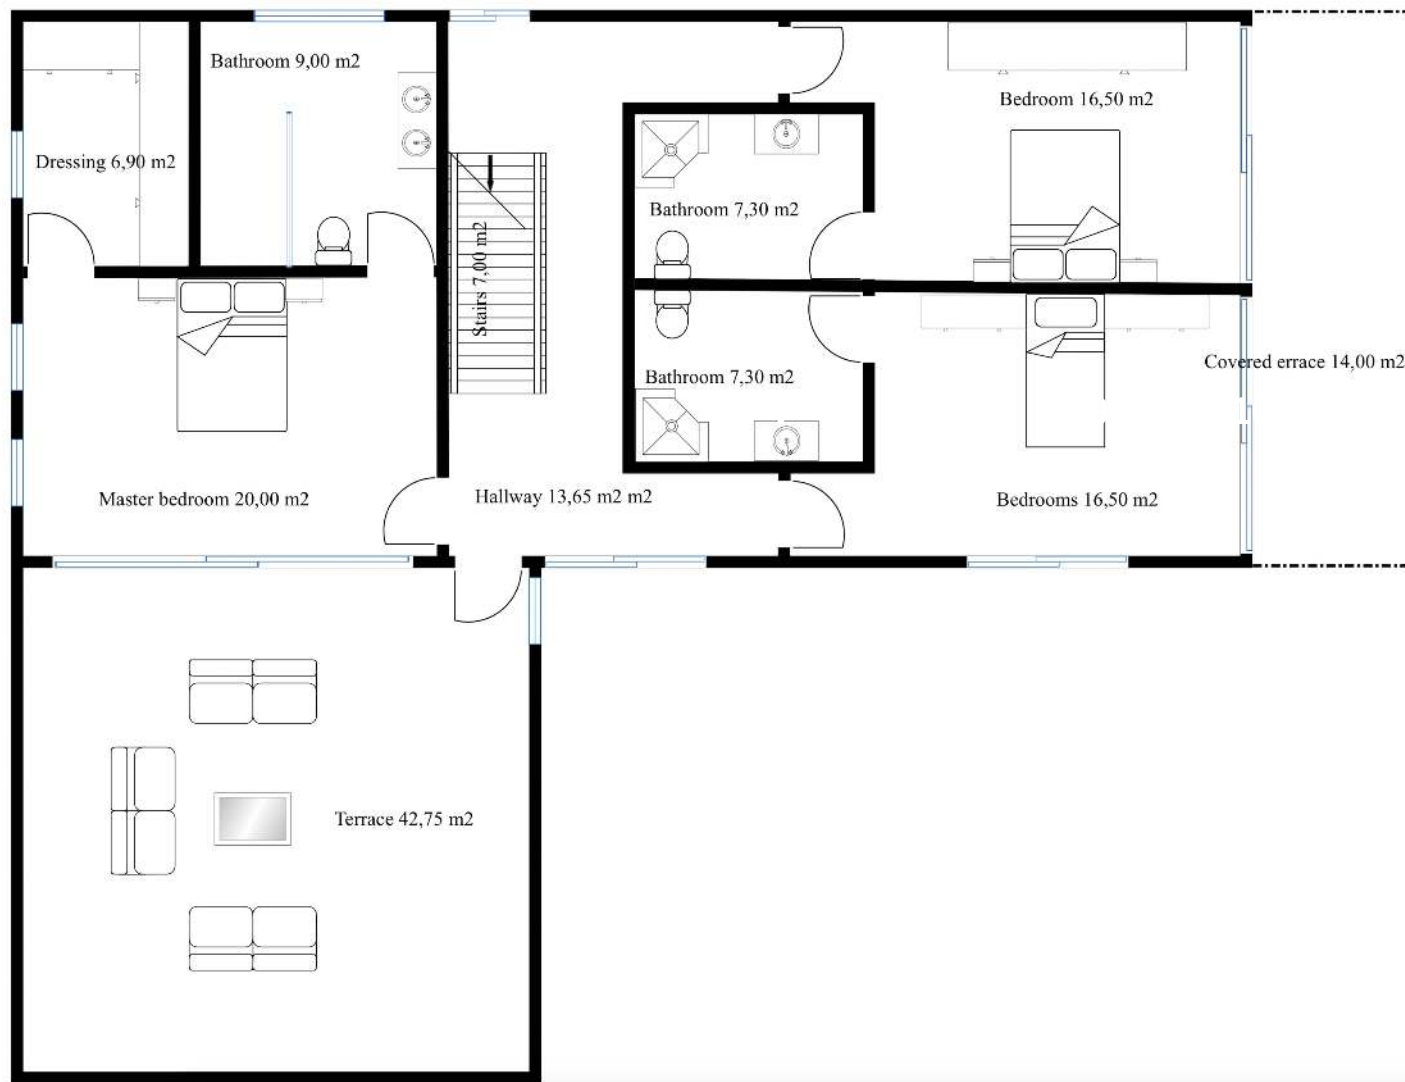 Bathroom 9,00 m2
Bedroom 16,50 m2
Dressing 6,90 m2
Bathroom 7,30 m2
Stairs 7,00 m2
Covered errace 14,00 m2
Bathroom 7,30 m2
Master bedroom 20,00 m2
Hallway 13,65 m2 m2
Bedrooms 16,50 m2
Terrace 42,75 m2